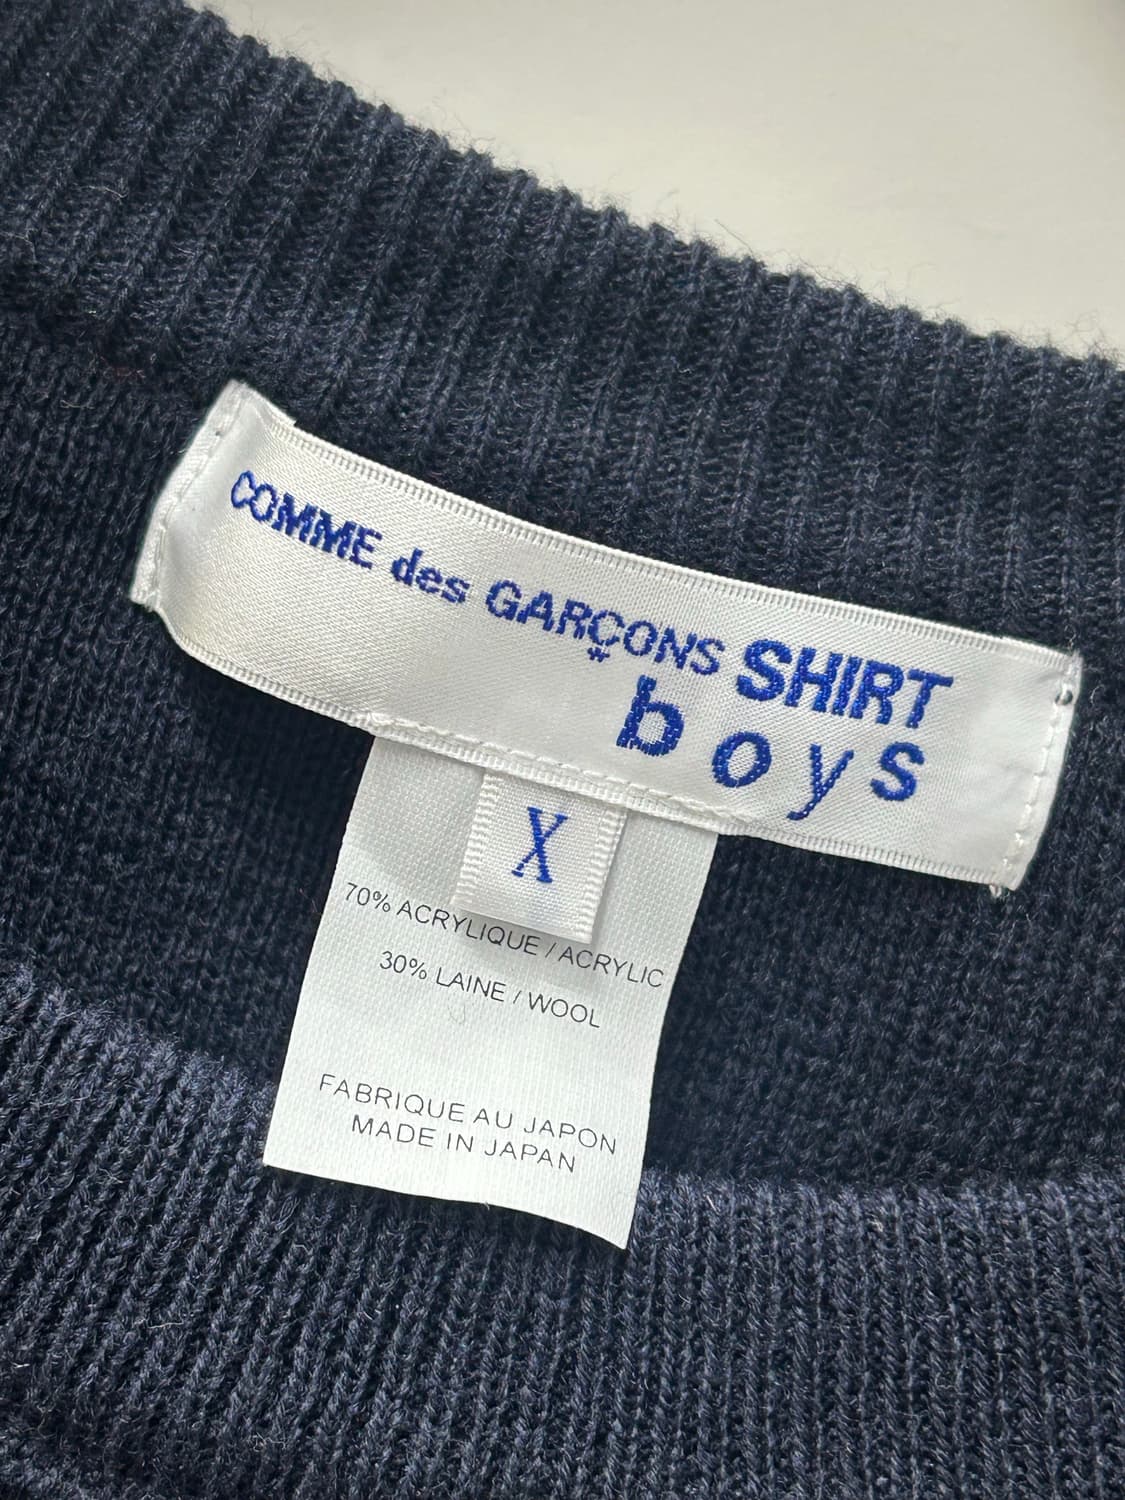 COMME des GARÇONS SHIRT
boys
X
70% ACRYLIQUE / ACRYLIC
30% LAINE / WOOL
FABRIQUE AU JAPON
MADE IN JAPAN